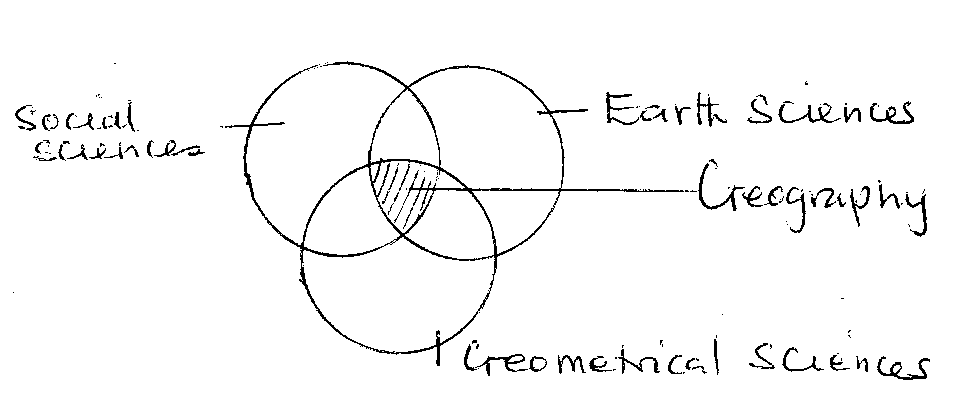 Social
sciences
Earth Sciences
Geography
Geometrical Sciences